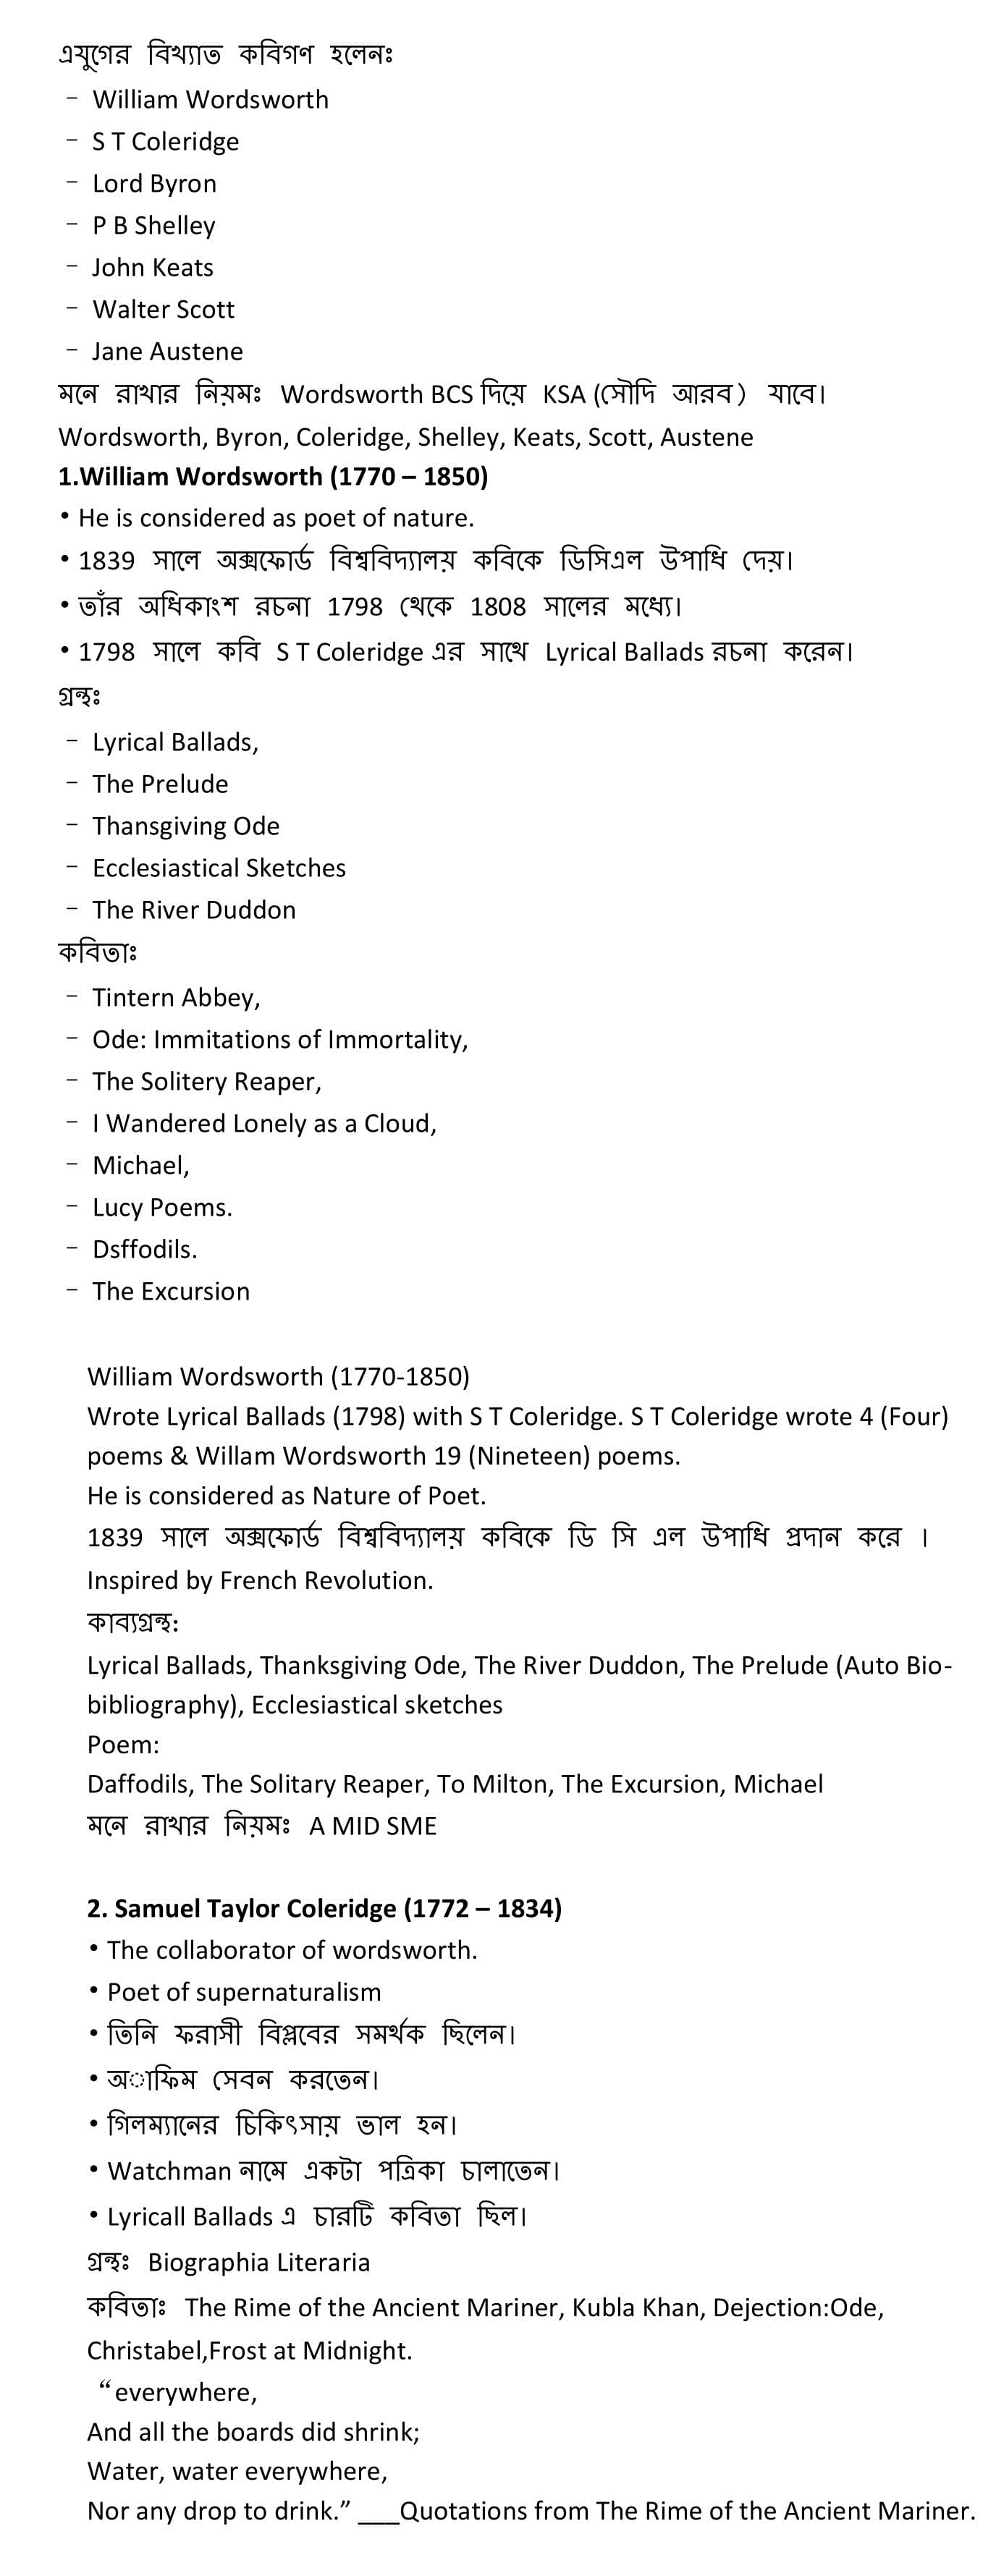 এযুগের বিখ্যাত কবিগণ হলেনঃ
– William Wordsworth
– S T Coleridge
– Lord Byron
– P B Shelley
– John Keats
– Walter Scott
– Jane Austene
মনে রাখার নিয়মঃ Wordsworth BCS দিয়ে KSA (সৌদি আরব) যাবে।
Wordsworth, Byron, Coleridge, Shelley, Keats, Scott, Austene
1.William Wordsworth (1770 – 1850)
• He is considered as poet of nature.
• 1839 সালে অক্সফোর্ড বিশ্ববিদ্যালয় কবিকে ডিসিএল উপাধি দেয়।
• তাঁর অধিকাংশ রচনা 1798 থেকে 1808 সালের মধ্যে।
• 1798 সালে কবি S T Coleridge এর সাথে Lyrical Ballads রচনা করেন।
গ্রন্থঃ
– Lyrical Ballads,
– The Prelude
– Thansgiving Ode
– Ecclesiastical Sketches
– The River Duddon
কবিতাঃ
– Tintern Abbey,
– Ode: Immitations of Immortality,
– The Solitery Reaper,
– I Wandered Lonely as a Cloud,
– Michael,
– Lucy Poems.
– Dsffodils.
– The Excursion
William Wordsworth (1770-1850)
Wrote Lyrical Ballads (1798) with S T Coleridge. S T Coleridge wrote 4 (Four)
poems & Willam Wordsworth 19 (Nineteen) poems.
He is considered as Nature of Poet.
1839 সালে অক্সফোর্ড বিশ্ববিদ্যালয় কবিকে ডি সি এল উপাধি প্রদান করে ।
Inspired by French Revolution.
কাব্যগ্রন্থ:
Lyrical Ballads, Thanksgiving Ode, The River Duddon, The Prelude (Auto Bio-
bibliography), Ecclesiastical sketches
Poem:
Daffodils, The Solitary Reaper, To Milton, The Excursion, Michael
মনে রাখার নিয়মঃ A MID SME
2. Samuel Taylor Coleridge (1772 – 1834)
• The collaborator of wordsworth.
• Poet of supernaturalism
• তিনি ফরাসী বিপ্লবের সমর্থক ছিলেন।
• অাফিম সেবন করতেন।
• গিলম্যানের চিকিৎসায় ভাল হন।
• Watchman নামে একটা পত্রিকা চালাতেন।
• Lyricall Ballads এ চারটি কবিতা ছিল।
গ্রন্থঃ Biographia Literaria
কবিতাঃ The Rime of the Ancient Mariner, Kubla Khan, Dejection:Ode,
Christabel,Frost at Midnight.
“everywhere,
And all the boards did shrink;
Water, water everywhere,
Nor any drop to drink.” ___Quotations from The Rime of the Ancient Mariner.